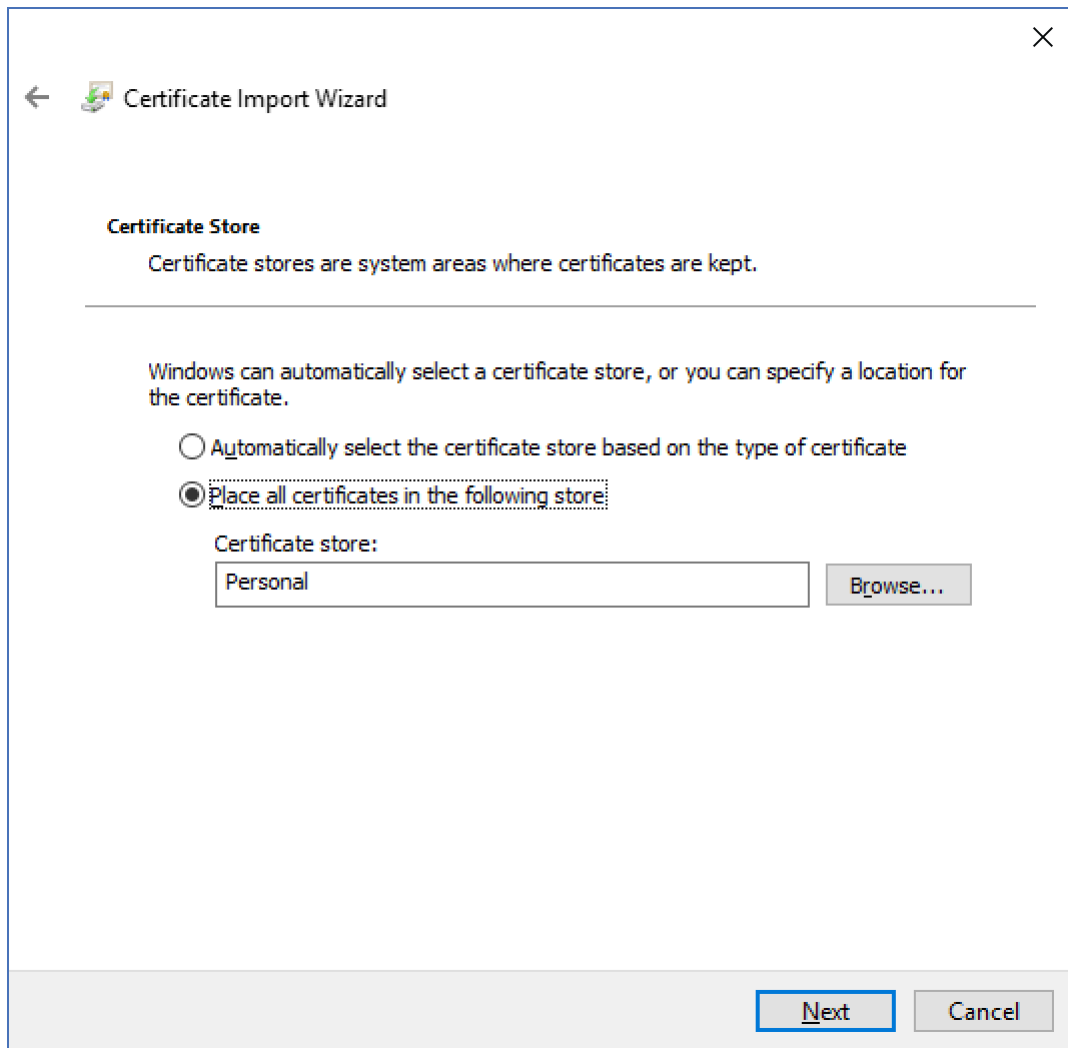 Certificate Import Wizard
Certificate Store
Certificate stores are system areas where certificates are kept.
Windows can automatically select a certificate store, or you can specify a location for
the certificate.
Automatically select the certificate store based on the type of certificate
Place all certificates in the following store
Certificate store:
Personal
Browse...
Next
Cancel